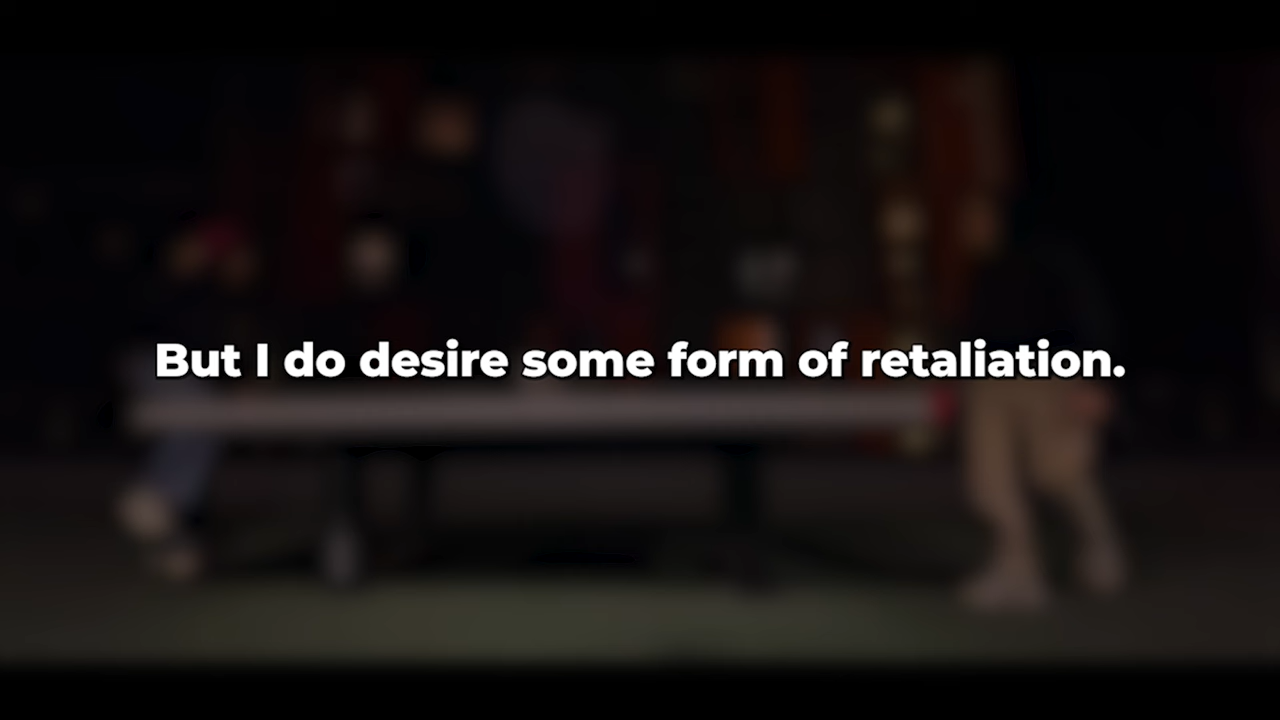 But I do desire some form of retaliation.